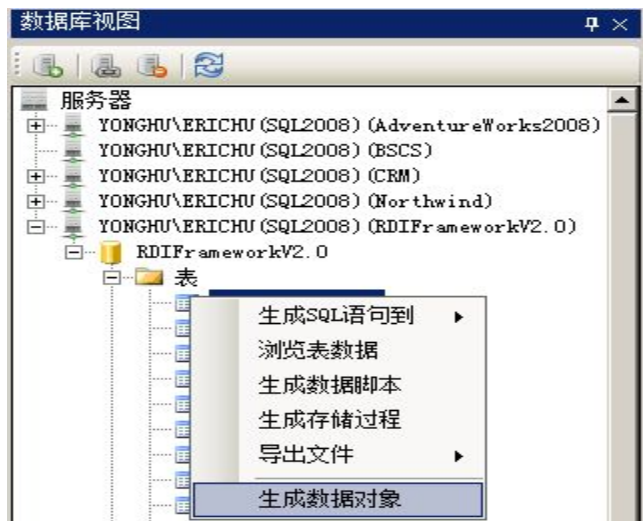 数据库视图
服务器
YONGHU\ERICHU(SQL2008)(AdventureWorks2008)
YONGHU\ERICHU(SQL2008)(BSCS)
YONGHU\ERICHU(SQL2008)(CRM)
YONGHU\ERICHU(SQL2008)(Northwind)
YONGHU\ERICHU(SQL2008)(RDIFrameworkV2.0)
RDIFrameworkV2.0
表
生成SQL语句到
浏览表数据
生成数据脚本
生成存储过程
导出文件
生成数据对象